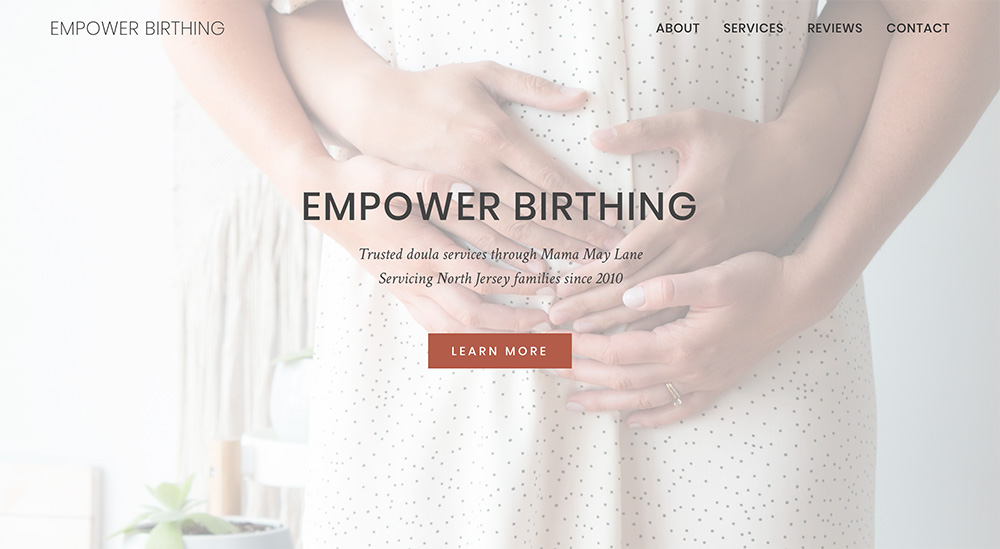 EMPOWER BIRTHING
ABOUT SERVICES REVIEWS CONTACT
EMPOWER BIRTHING
Trusted doula services through Mama May Lane
Servicing North Jersey families since 2010
LEARN MORE